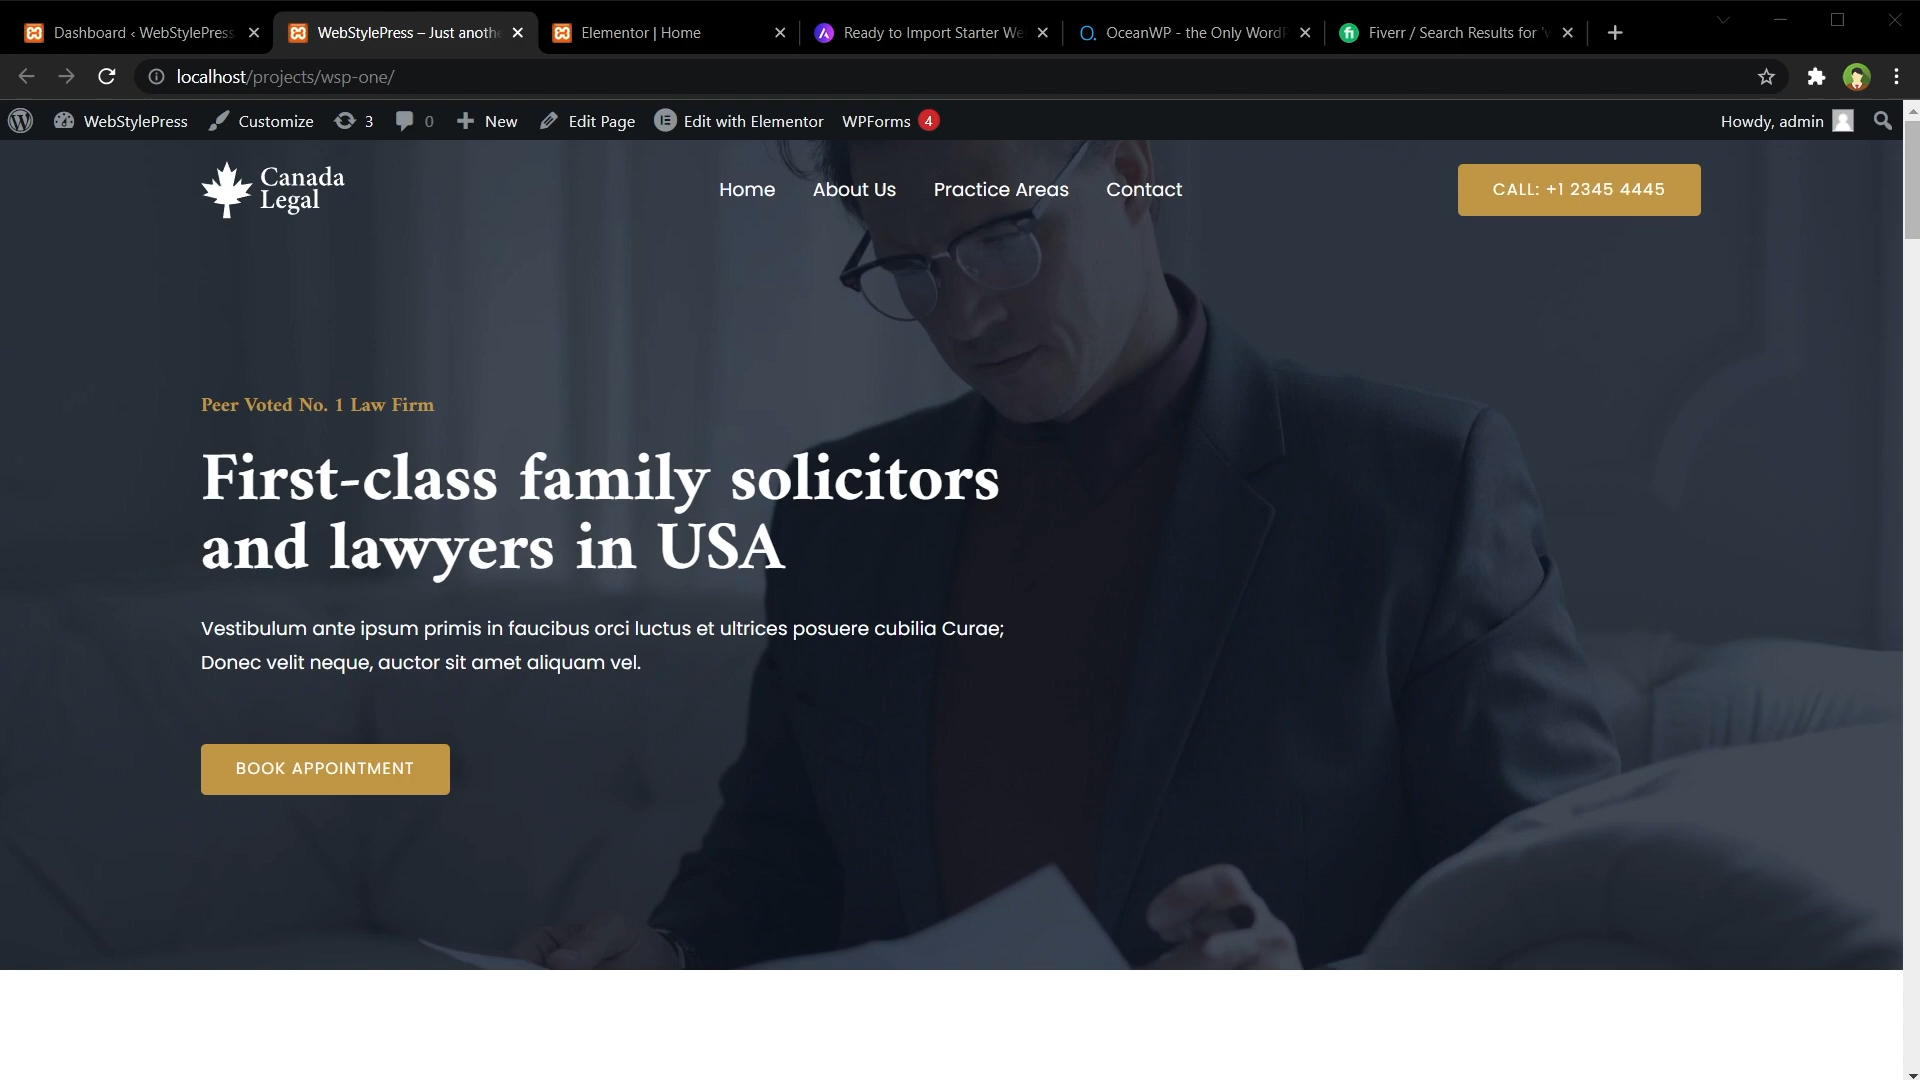 Dashboard ‹ WebStylePress
WebStylePress – Just anoth
Elementor | Home
Ready to Import Starter We
OceanWP - the Only Word
Fiverr / Search Results for
localhost/projects/wsp-one/
WebStylePress
Customize
3
0
New
Edit Page
Edit with Elementor
WPForms 4
Howdy, admin
Canada
Legal
Home
About Us
Practice Areas
Contact
CALL: +1 2345 4445
Peer Voted No. 1 Law Firm
First-class family solicitors
and lawyers in USA
Vestibulum ante ipsum primis in faucibus orci luctus et ultrices posuere cubilia Curae;
Donec velit neque, auctor sit amet aliquam vel.
BOOK APPOINTMENT